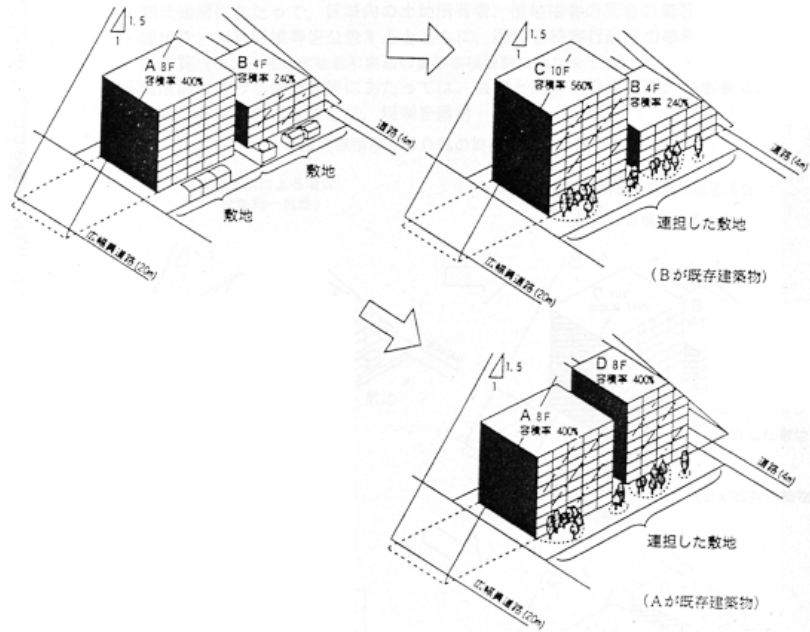 1.5
1
A 8F
容積率 400%
B 4F
容積率 240%
道路(4m)
敷地
敷地
広幅員道路(20m)
1.5
1
C 10F
容積率 560%
B 4F
容積率 240%
道路(4m)
連担した敷地
広幅員道路(20m)
(Bが既存建築物)
1.5
1
D 8F
容積率 400%
A 8F
容積率 400%
道路(4m)
連担した敷地
広幅員道路(20m)
(Aが既存建築物)